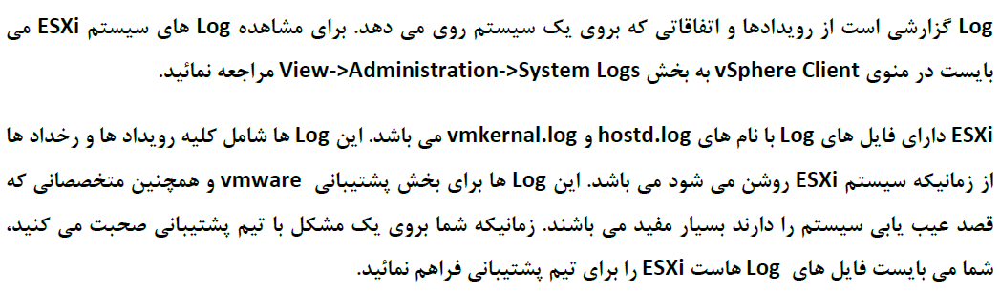 Log گزارشی است از رویدادها و اتفاقاتی که بروی یک سیستم روی می دهد. برای مشاهده Log های سیستم ESXi می
بایست در منوی vSphere Client به بخش View->Administration->System Logs مراجعه نمائید.
ESXi دارای فایل های Log با نام های hostd.log و vmkernal.log می باشد. این Log ها شامل کلیه رویداد ها و رخداد ها
از زمانیکه سیستم ESXi روشن می شود می باشد. این Log ها برای بخش پشتیبانی vmware و همچنین متخصصانی که
قصد عیب یابی سیستم را دارند بسیار مفید می باشند. زمانیکه شما بروی یک مشکل با تیم پشتیبانی صحبت می کنید،
شما می بایست فایل های Log هاست ESXi را برای تیم پشتیبانی فراهم نمائید.